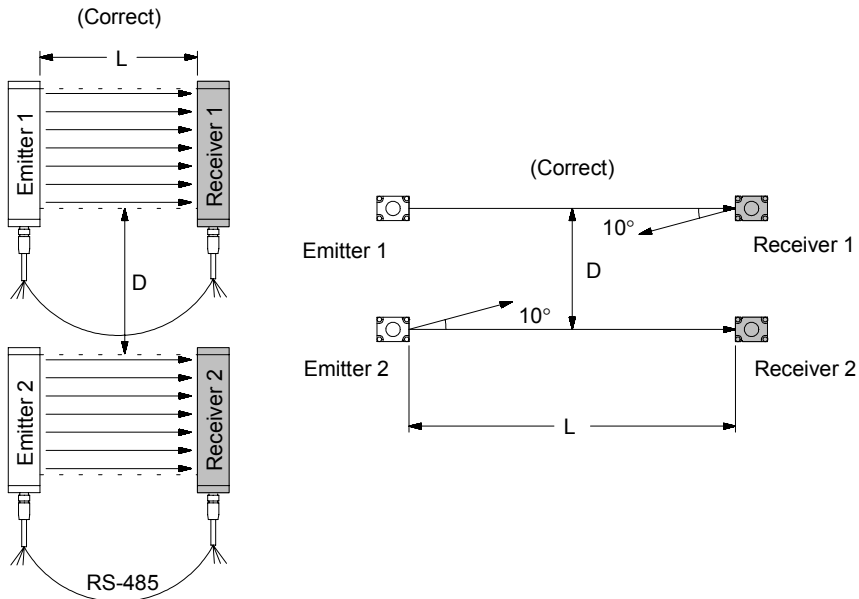 (Correct)
L
Emitter 1
Receiver 1
D
Emitter 2
Receiver 2
RS-485
(Correct)
10°
Emitter 1
Receiver 1
D
10°
Emitter 2
Receiver 2
L